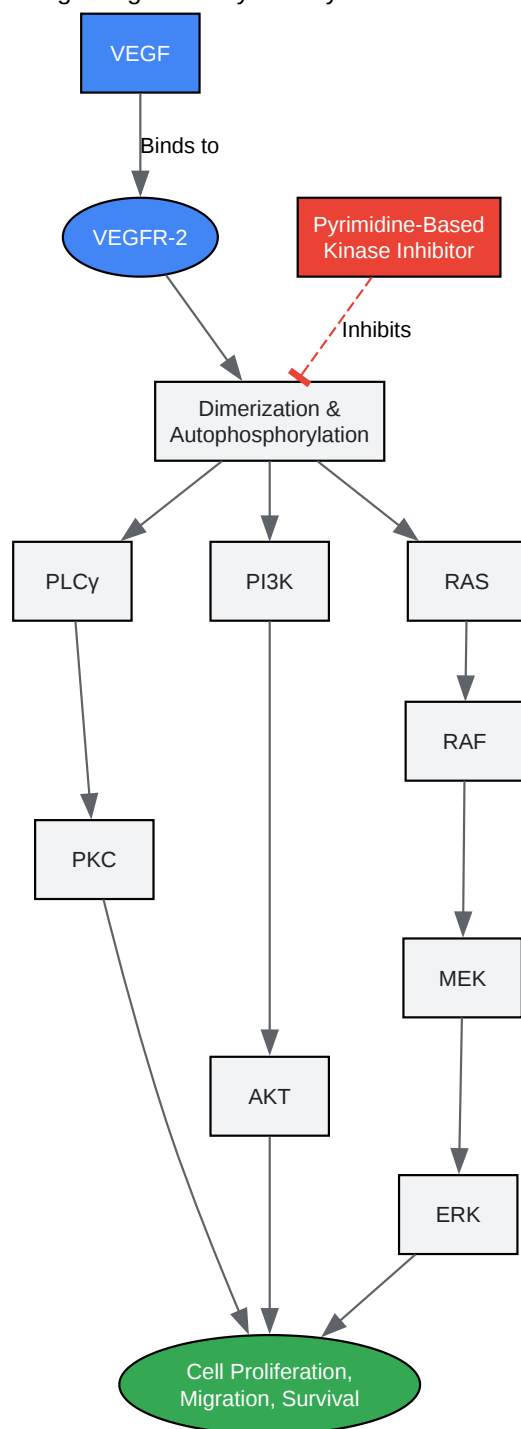 VEGF
Binds to
VEGFR-2
Pyrimidine-Based
Kinase Inhibitor
Inhibits
Dimerization &
Autophosphorylation
PLCγ
PI3K
RAS
RAF
PKC
MEK
AKT
ERK
Cell Proliferation,
Migration, Survival